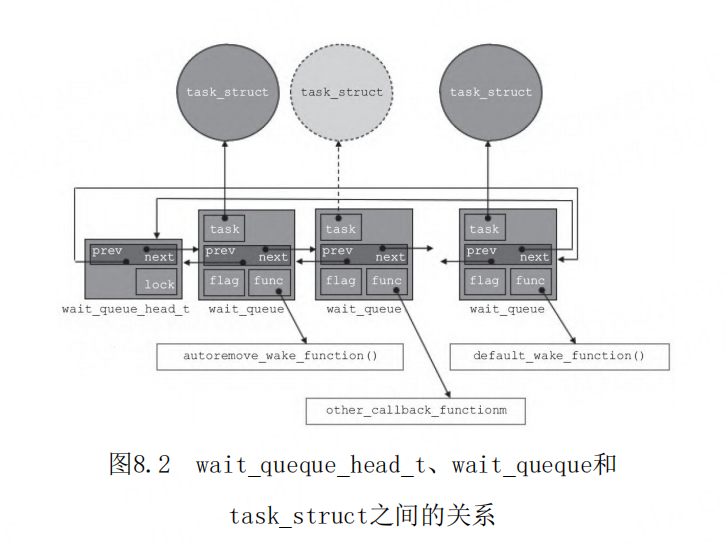 task_struct
task_struct
task_struct
task
task
task
prev
next
prev
next
prev
next
prev
next
lock
flag
func
flag
func
flag
func
wait_queue_head_t
wait_queue
wait_queue
wait_queue
autoremove_wake_function()
default_wake_function()
other_callback_functionm
图8.2 wait_queque_head_t、wait_queque和
task_struct之间的关系